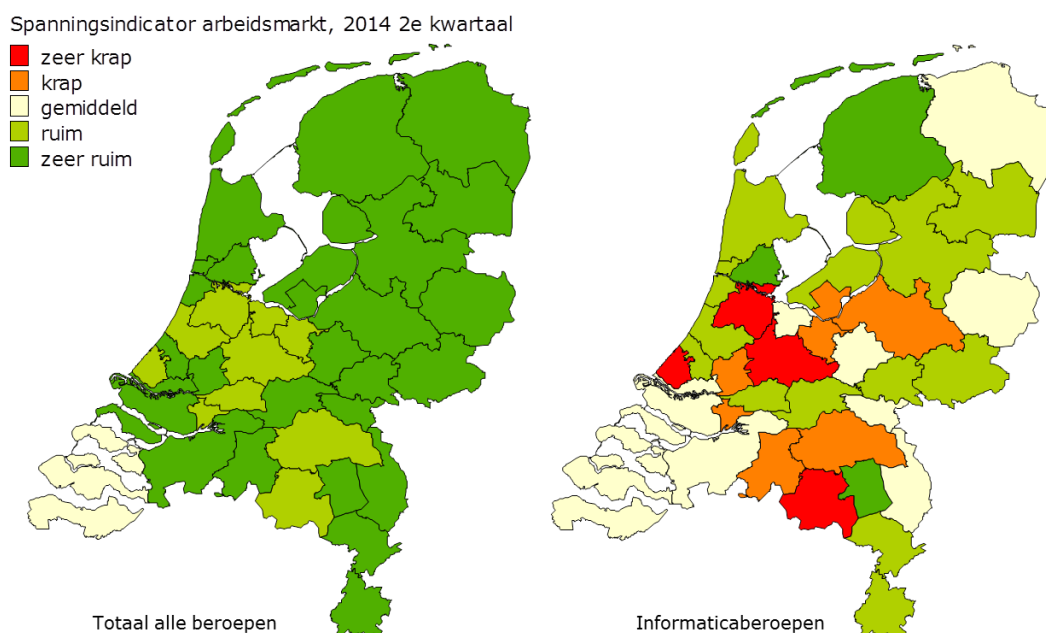 Spanningsindicator arbeidsmarkt, 2014 2e kwartaal
zeer krap
krap
gemiddeld
ruim
zeer ruim
Totaal alle beroepen
Informaticaberoepen